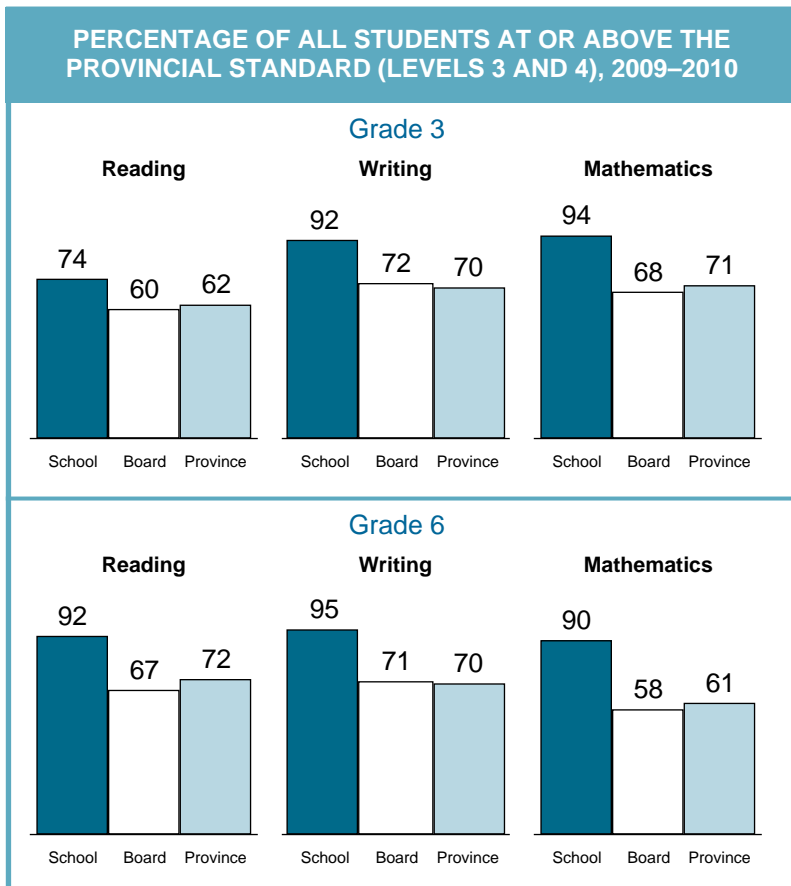 PERCENTAGE OF ALL STUDENTS AT OR ABOVE THE
PROVINCIAL STANDARD (LEVELS 3 AND 4), 2009–2010
Grade 3
Reading Writing Mathematics
74 60 62 92 72 70 94 68 71
School Board Province School Board Province School Board Province
Grade 6
Reading Writing Mathematics
92 67 72 95 71 70 90 58 61
School Board Province School Board Province School Board Province